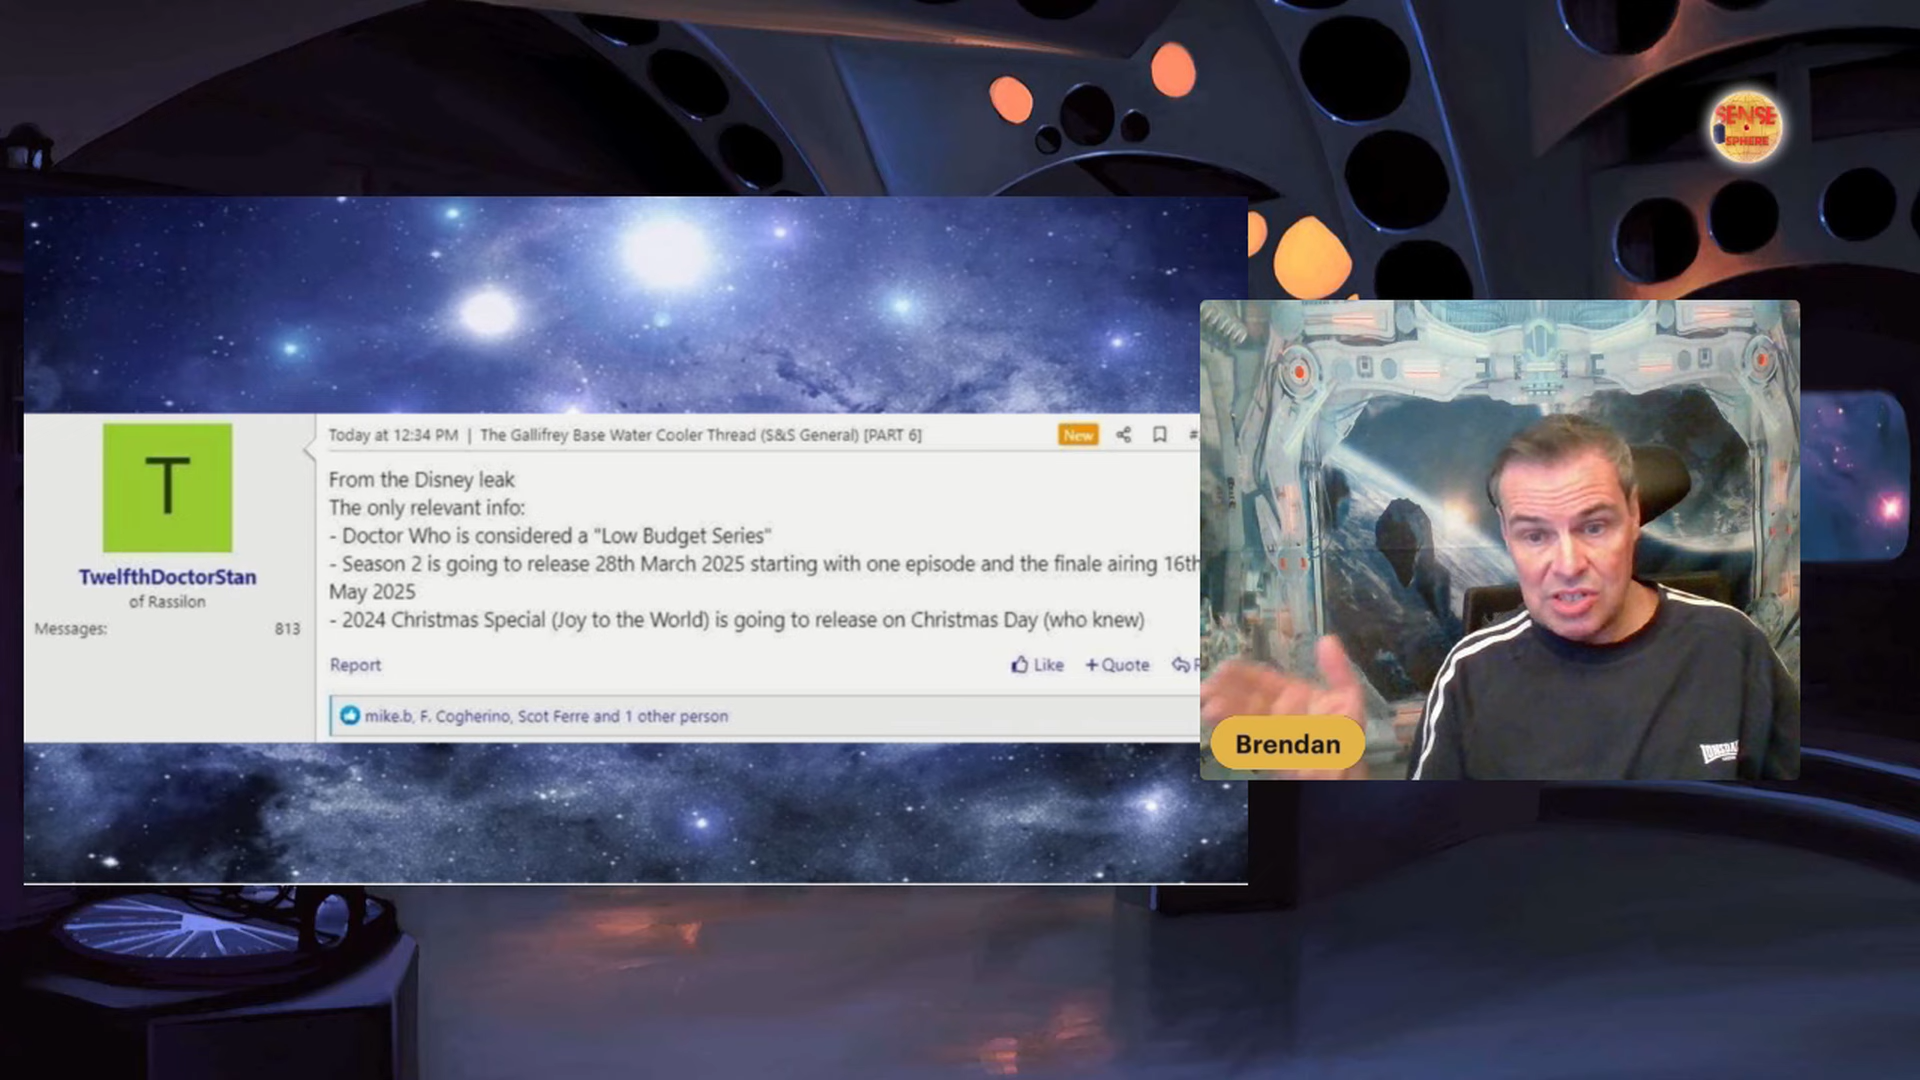 SENSE
SPHERE
T
TwelfthDoctorStan
of Rassilon
Messages: 813
Today at 12:34 PM | The Gallifrey Base Water Cooler Thread (S&S General) [PART 6]
New
#
From the Disney leak
The only relevant info:
- Doctor Who is considered a "Low Budget Series"
- Season 2 is going to release 28th March 2025 starting with one episode and the finale airing 16th
May 2025
- 2024 Christmas Special (Joy to the World) is going to release on Christmas Day (who knew)
Report
Like
+ Quote
mike.b, F. Cogherino, Scot Ferre and 1 other person
Brendan